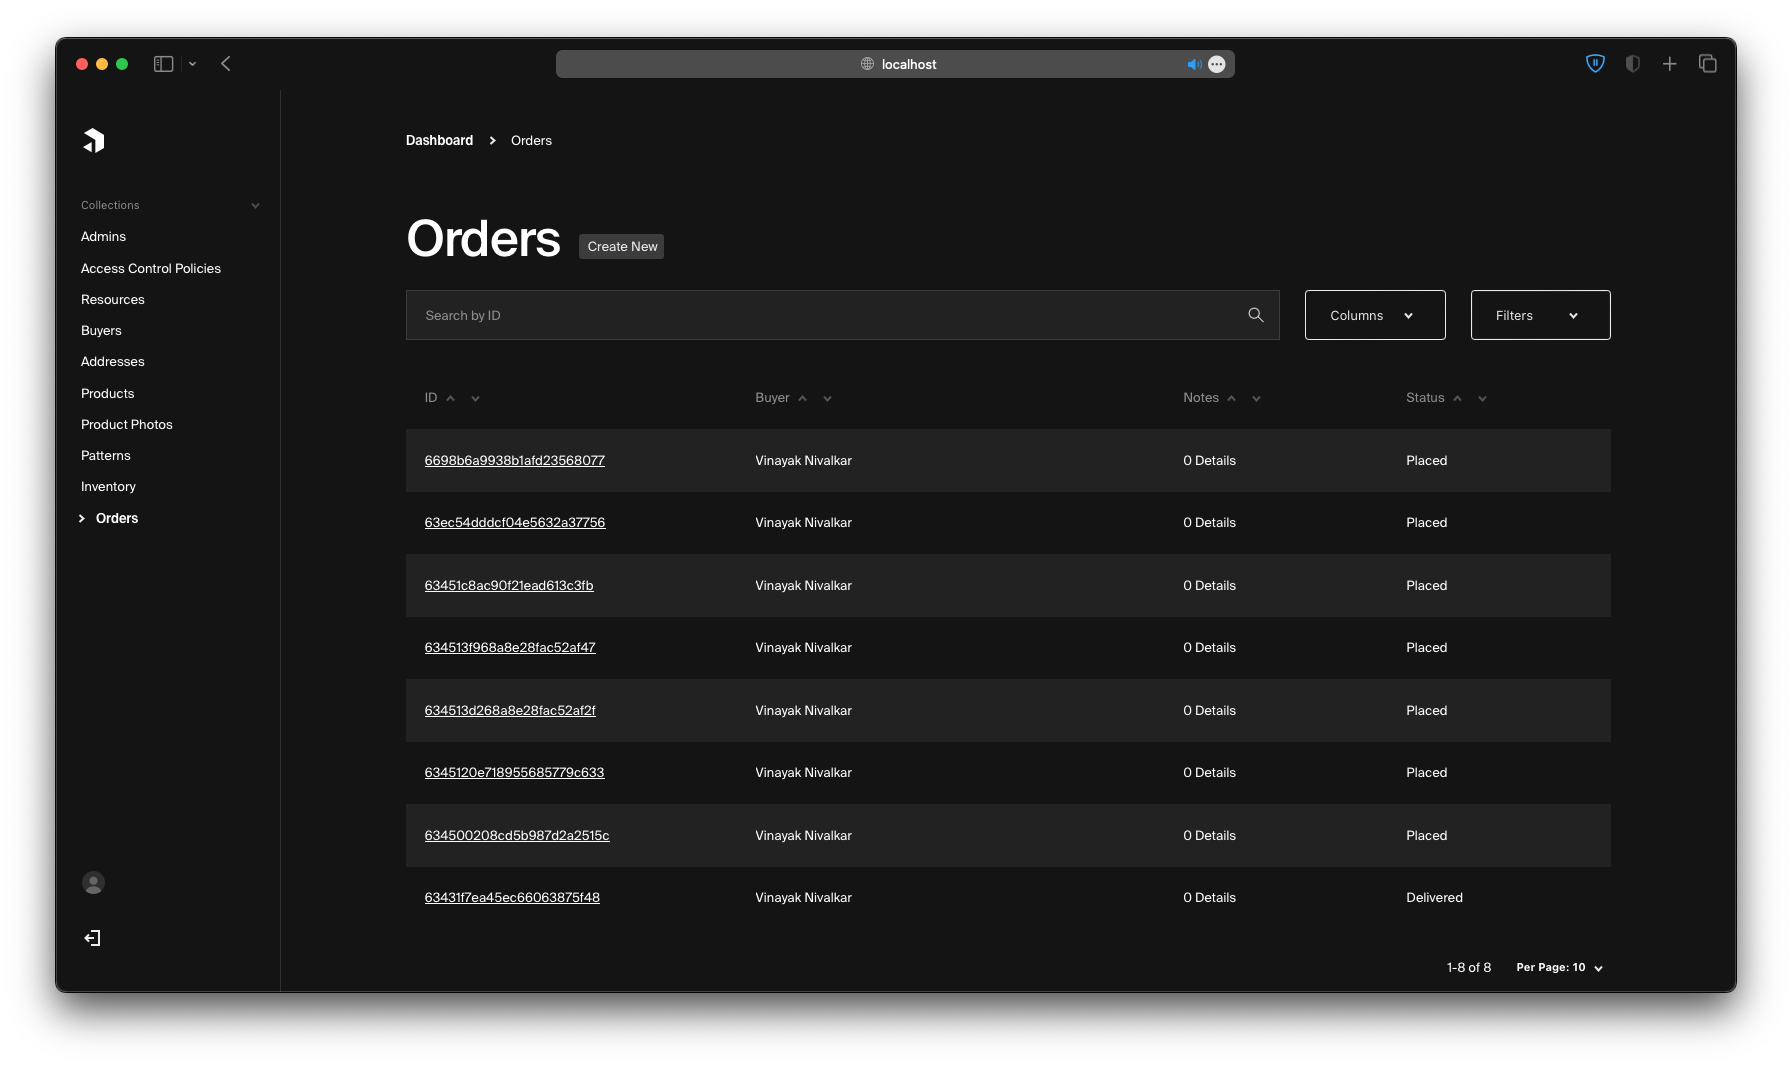 localhost
Dashboard Orders
Collections
Admins
Access Control Policies
Resources
Buyers
Addresses
Products
Product Photos
Patterns
Inventory
Orders
Orders Create New
Search by ID Columns Filters
ID Buyer Notes Status
6698b6a9938b1afd23568077 Vinayak Nivalkar 0 Details Placed
63ec54dddcf04e5632a37756 Vinayak Nivalkar 0 Details Placed
63451c8ac90f21ead613c3fb Vinayak Nivalkar 0 Details Placed
634513f968a8e28fac52af47 Vinayak Nivalkar 0 Details Placed
634513d268a8e28fac52af2f Vinayak Nivalkar 0 Details Placed
6345120e718955685779c633 Vinayak Nivalkar 0 Details Placed
634500208cd5b987d2a2515c Vinayak Nivalkar 0 Details Placed
63431f7ea45ec66063875f48 Vinayak Nivalkar 0 Details Delivered
1-8 of 8 Per Page: 10